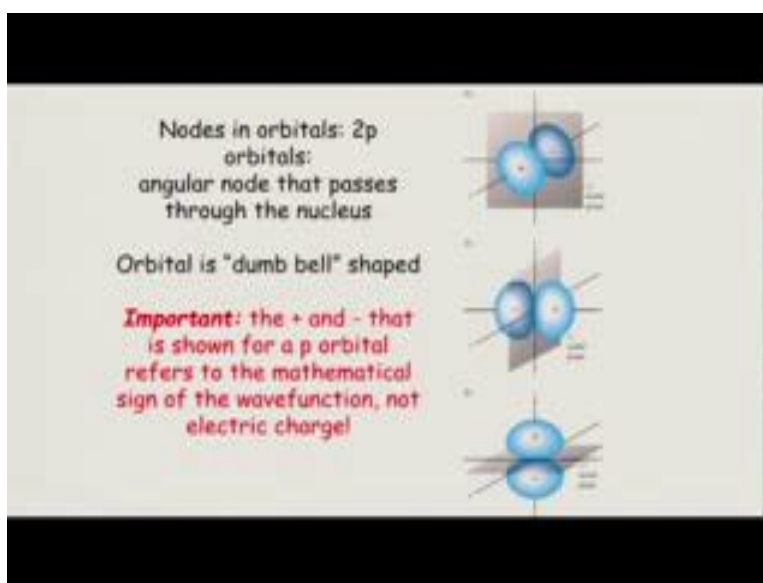 Nodes in orbitals: 2p
orbitals:
angular node that passes
through the nucleus
Orbital is "dumb bell" shaped
Important: the + and - that
is shown for a p orbital
refers to the mathematical
sign of the wavefunction, not
electric charge!